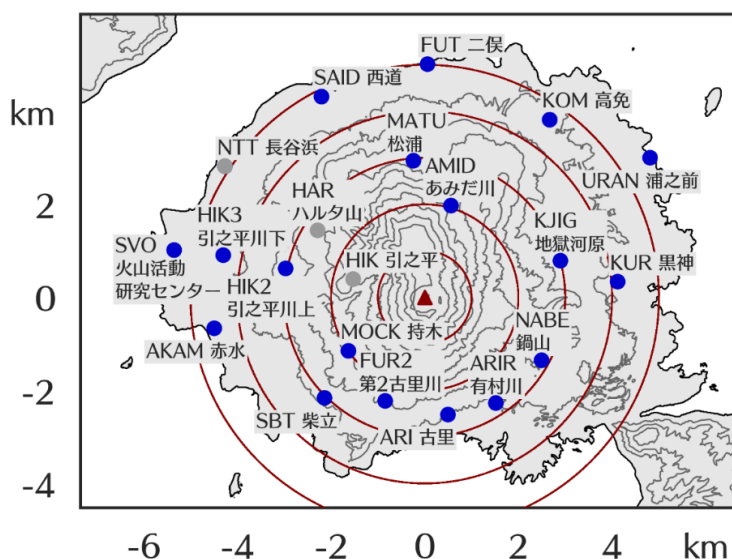 FUT 二俣
SAID 西道
km
KOM 高免
MATU
松浦
NTT 長谷浜
AMID
あみだ川
URAN 浦之前
HAR
ハルタ山
2
HIK3
引之平川下
KJIG
地獄河原
SVO
火山活動
研究センター
HIK 引之平
KUR 黒神
HIK2
引之平川上
0
MOCK 持木
NABE
鍋山
AKAM 赤水
FUR2
第2古里川
ARIR
有村川
-2
SBT 柴立
ARI 古里
-4
-6
-4
-2
0
2
4
km